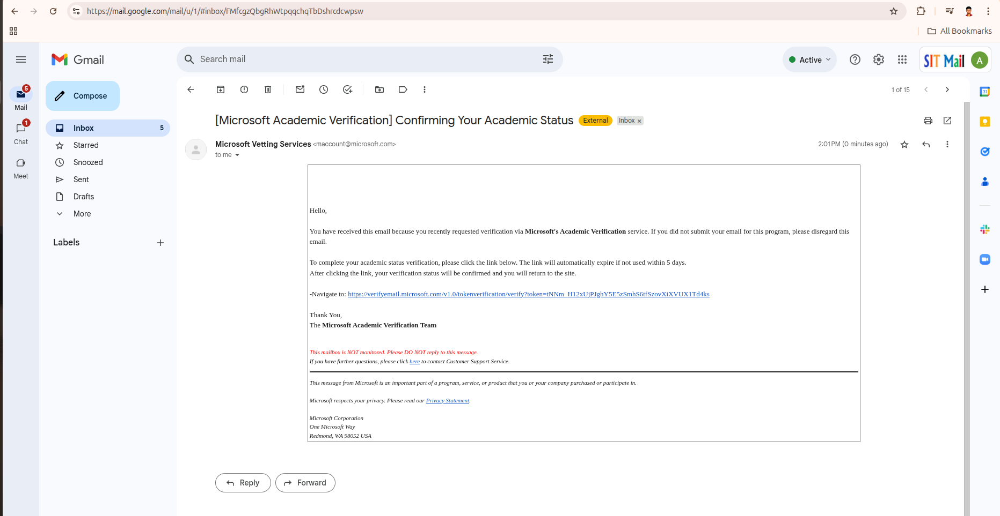 https://mail.google.com/mail/u/1/#inbox/FMfcgzQbgRhWtpqqchqTbDshrcdcwpsw
All Bookmarks
Gmail
Search mail
Active
SIT Mail
A
5
Mail
1
Chat
Meet
Compose
Inbox 5
Starred
Snoozed
Sent
Drafts
More
Labels
1 of 15
31
[Microsoft Academic Verification] Confirming Your Academic Status External Inbox x
Microsoft Vetting Services <maccount@microsoft.com> 2:01 PM (0 minutes ago)
to me
Hello,
You have received this email because you recently requested verification via Microsoft's Academic Verification service. If you did not submit your email for this program, please disregard this
email.
To complete your academic status verification, please click the link below. The link will automatically expire if not used within 5 days.
After clicking the link, your verification status will be confirmed and you will return to the site.
-Navigate to: https://verifyemail.microsoft.com/v1.0/tokenverification/verify?token=tNNm_H12xUjPJghY5E5zSmhS6tfSzovXiXVUX1Td4ks
Thank You,
The Microsoft Academic Verification Team
This mailbox is NOT monitored. Please DO NOT reply to this message.
If you have further questions, please click here to contact Customer Support Service.
This message from Microsoft is an important part of a program, service, or product that you or your company purchased or participate in.
Microsoft respects your privacy. Please read our Privacy Statement.
Microsoft Corporation
One Microsoft Way
Redmond, WA 98052 USA
Reply Forward